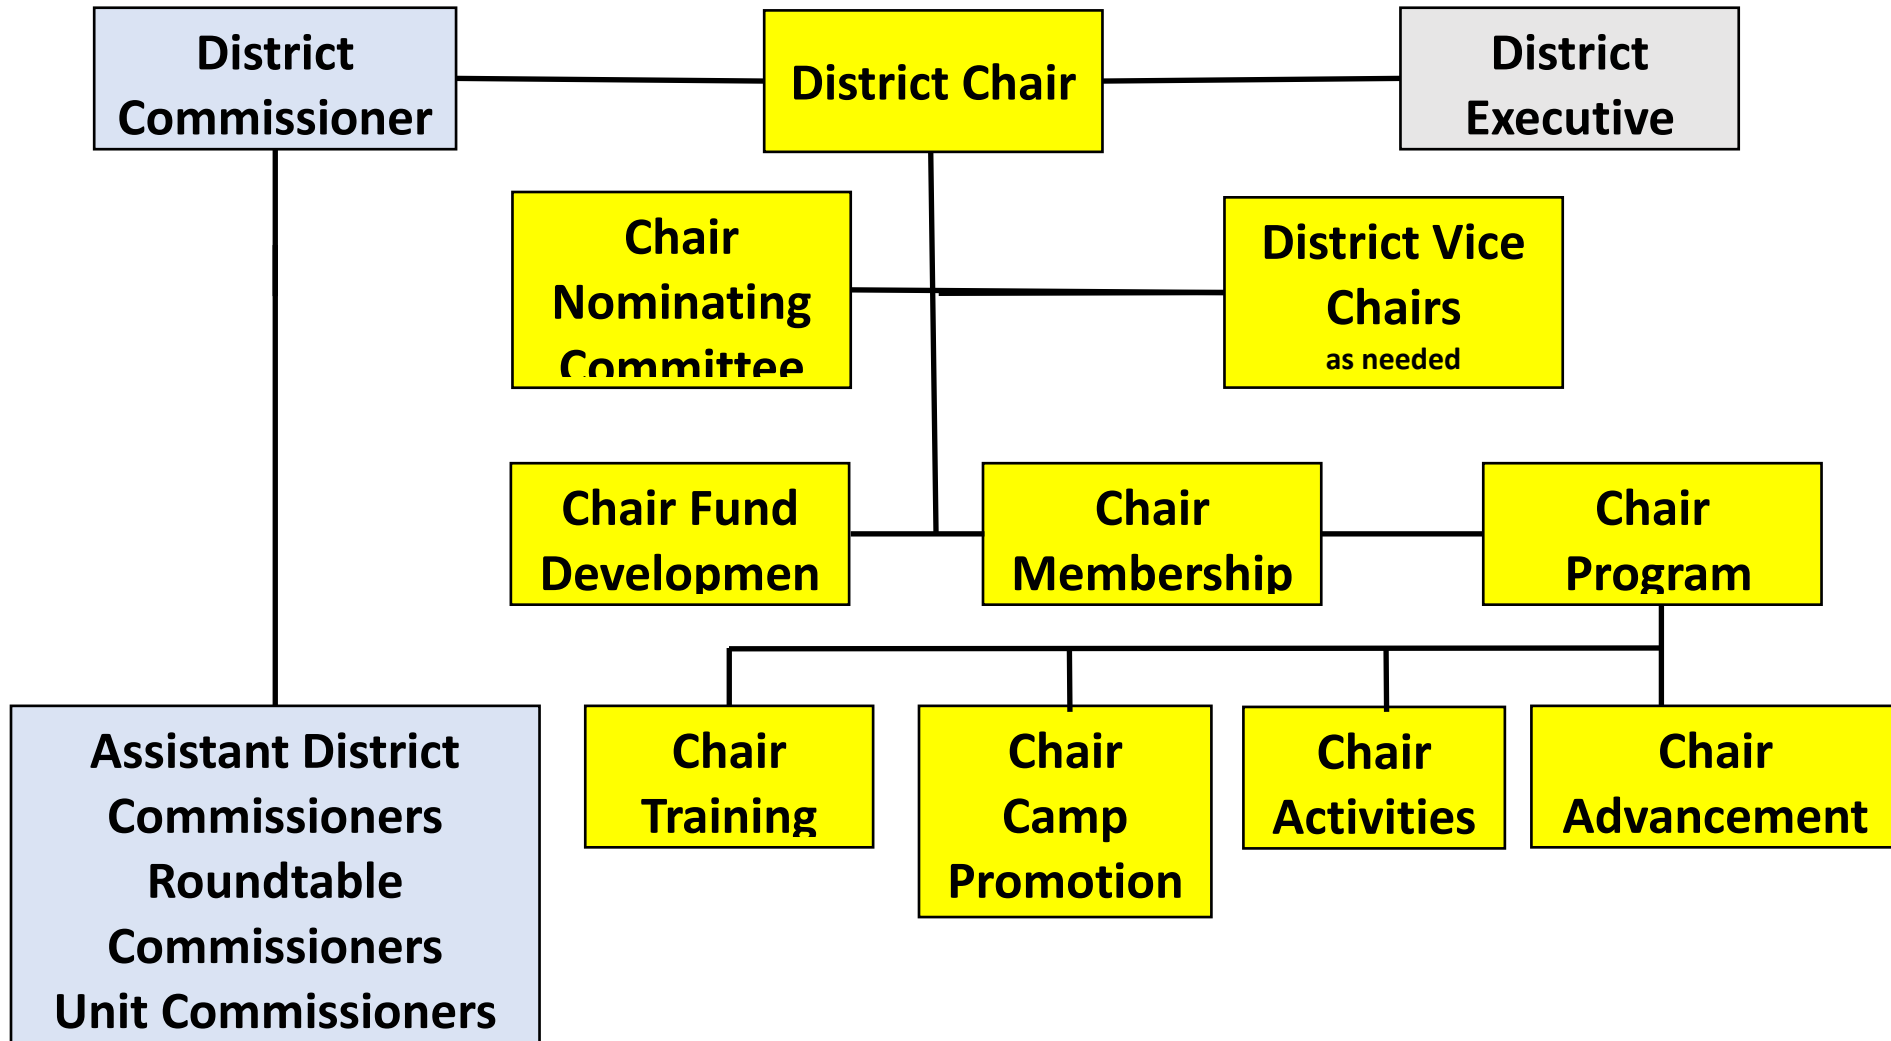 District
Commissioner
District Chair
District
Executive
Chair
Nominating
Committee
District Vice
Chairs
as needed
Chair Fund
Developmen
Chair
Membership
Chair
Program
Assistant District
Commissioners
Roundtable
Commissioners
Unit Commissioners
Chair
Training
Chair
Camp
Promotion
Chair
Activities
Chair
Advancement